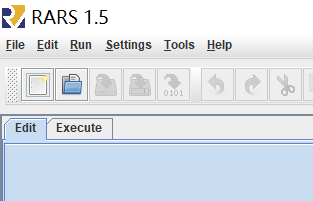 RARS 1.5
File Edit Run Settings Tools Help
0101
Edit Execute